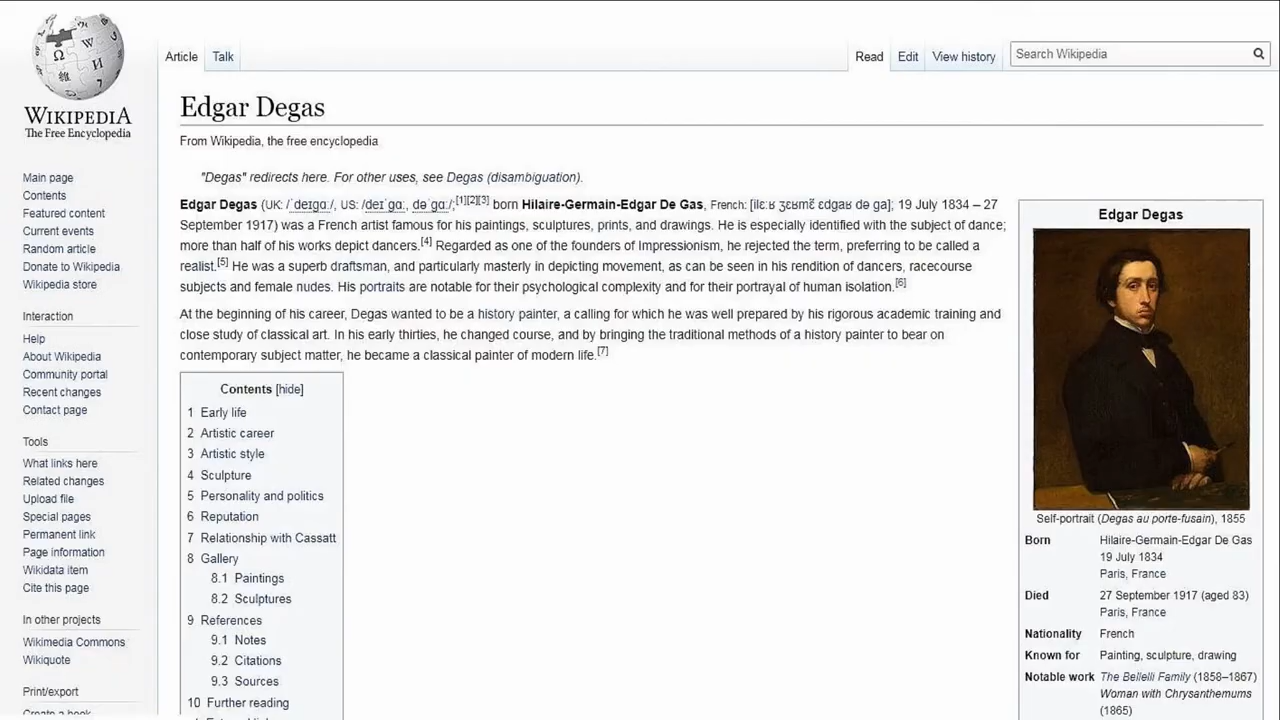 WIKIPEDIA
The Free Encyclopedia
Main page
Contents
Featured content
Current events
Random article
Donate to Wikipedia
Wikipedia store
Interaction
Help
About Wikipedia
Community portal
Recent changes
Contact page
Tools
What links here
Related changes
Upload file
Special pages
Permanent link
Page information
Wikidata item
Cite this page
In other projects
Wikimedia Commons
Wikiquote
Print/export
Create a book
Article Talk
Read Edit View history
Search Wikipedia
Edgar Degas
From Wikipedia, the free encyclopedia
"Degas" redirects here. For other uses, see Degas (disambiguation).
Edgar Degas (UK: /ˈdeɪɡɑː/, US: /deɪˈɡɑː, dəˈɡɑː/;[1][2][3] born Hilaire-Germain-Edgar De Gas, French: [ilɛːʁ ʒɛʁmɛ̃ ɛdɡaʁ də ɡa]; 19 July 1834 – 27
September 1917) was a French artist famous for his paintings, sculptures, prints, and drawings. He is especially identified with the subject of dance;
more than half of his works depict dancers.[4] Regarded as one of the founders of Impressionism, he rejected the term, preferring to be called a
realist.[5] He was a superb draftsman, and particularly masterly in depicting movement, as can be seen in his rendition of dancers, racecourse
subjects and female nudes. His portraits are notable for their psychological complexity and for their portrayal of human isolation.[6]
At the beginning of his career, Degas wanted to be a history painter, a calling for which he was well prepared by his rigorous academic training and
close study of classical art. In his early thirties, he changed course, and by bringing the traditional methods of a history painter to bear on
contemporary subject matter, he became a classical painter of modern life.[7]
Contents [hide]
1 Early life
2 Artistic career
3 Artistic style
4 Sculpture
5 Personality and politics
6 Reputation
7 Relationship with Cassatt
8 Gallery
8.1 Paintings
8.2 Sculptures
9 References
9.1 Notes
9.2 Citations
9.3 Sources
10 Further reading
Edgar Degas
Self-portrait (Degas au porte-fusain), 1855
Born Hilaire-Germain-Edgar De Gas
19 July 1834
Paris, France
Died 27 September 1917 (aged 83)
Paris, France
Nationality French
Known for Painting, sculpture, drawing
Notable work The Bellelli Family (1858–1867)
Woman with Chrysanthemums
(1865)